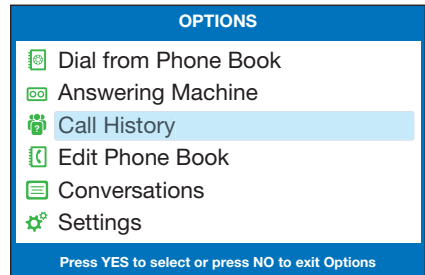 OPTIONS
Dial from Phone Book
Answering Machine
Call History
Edit Phone Book
Conversations
Settings
Press YES to select or press NO to exit Options